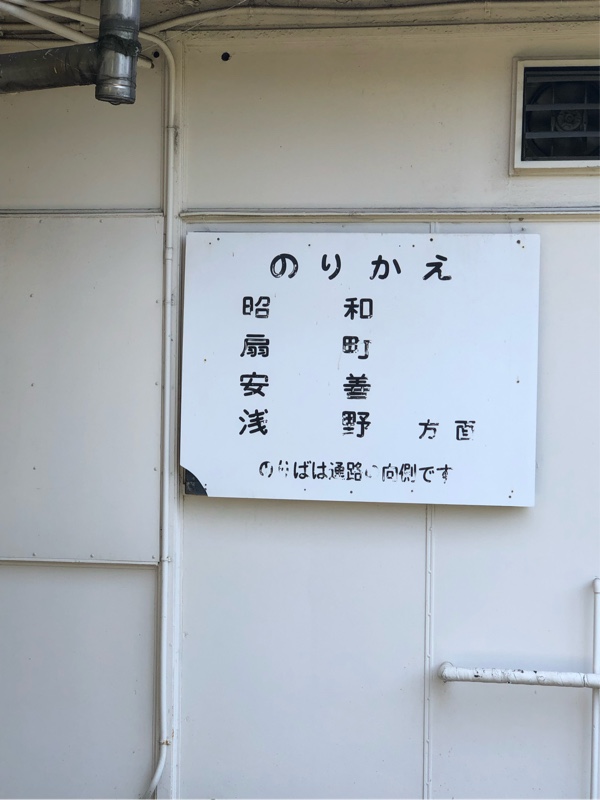 のりかえ
昭和
扇町
安善
浅野 方面
のりばは通路の向側です